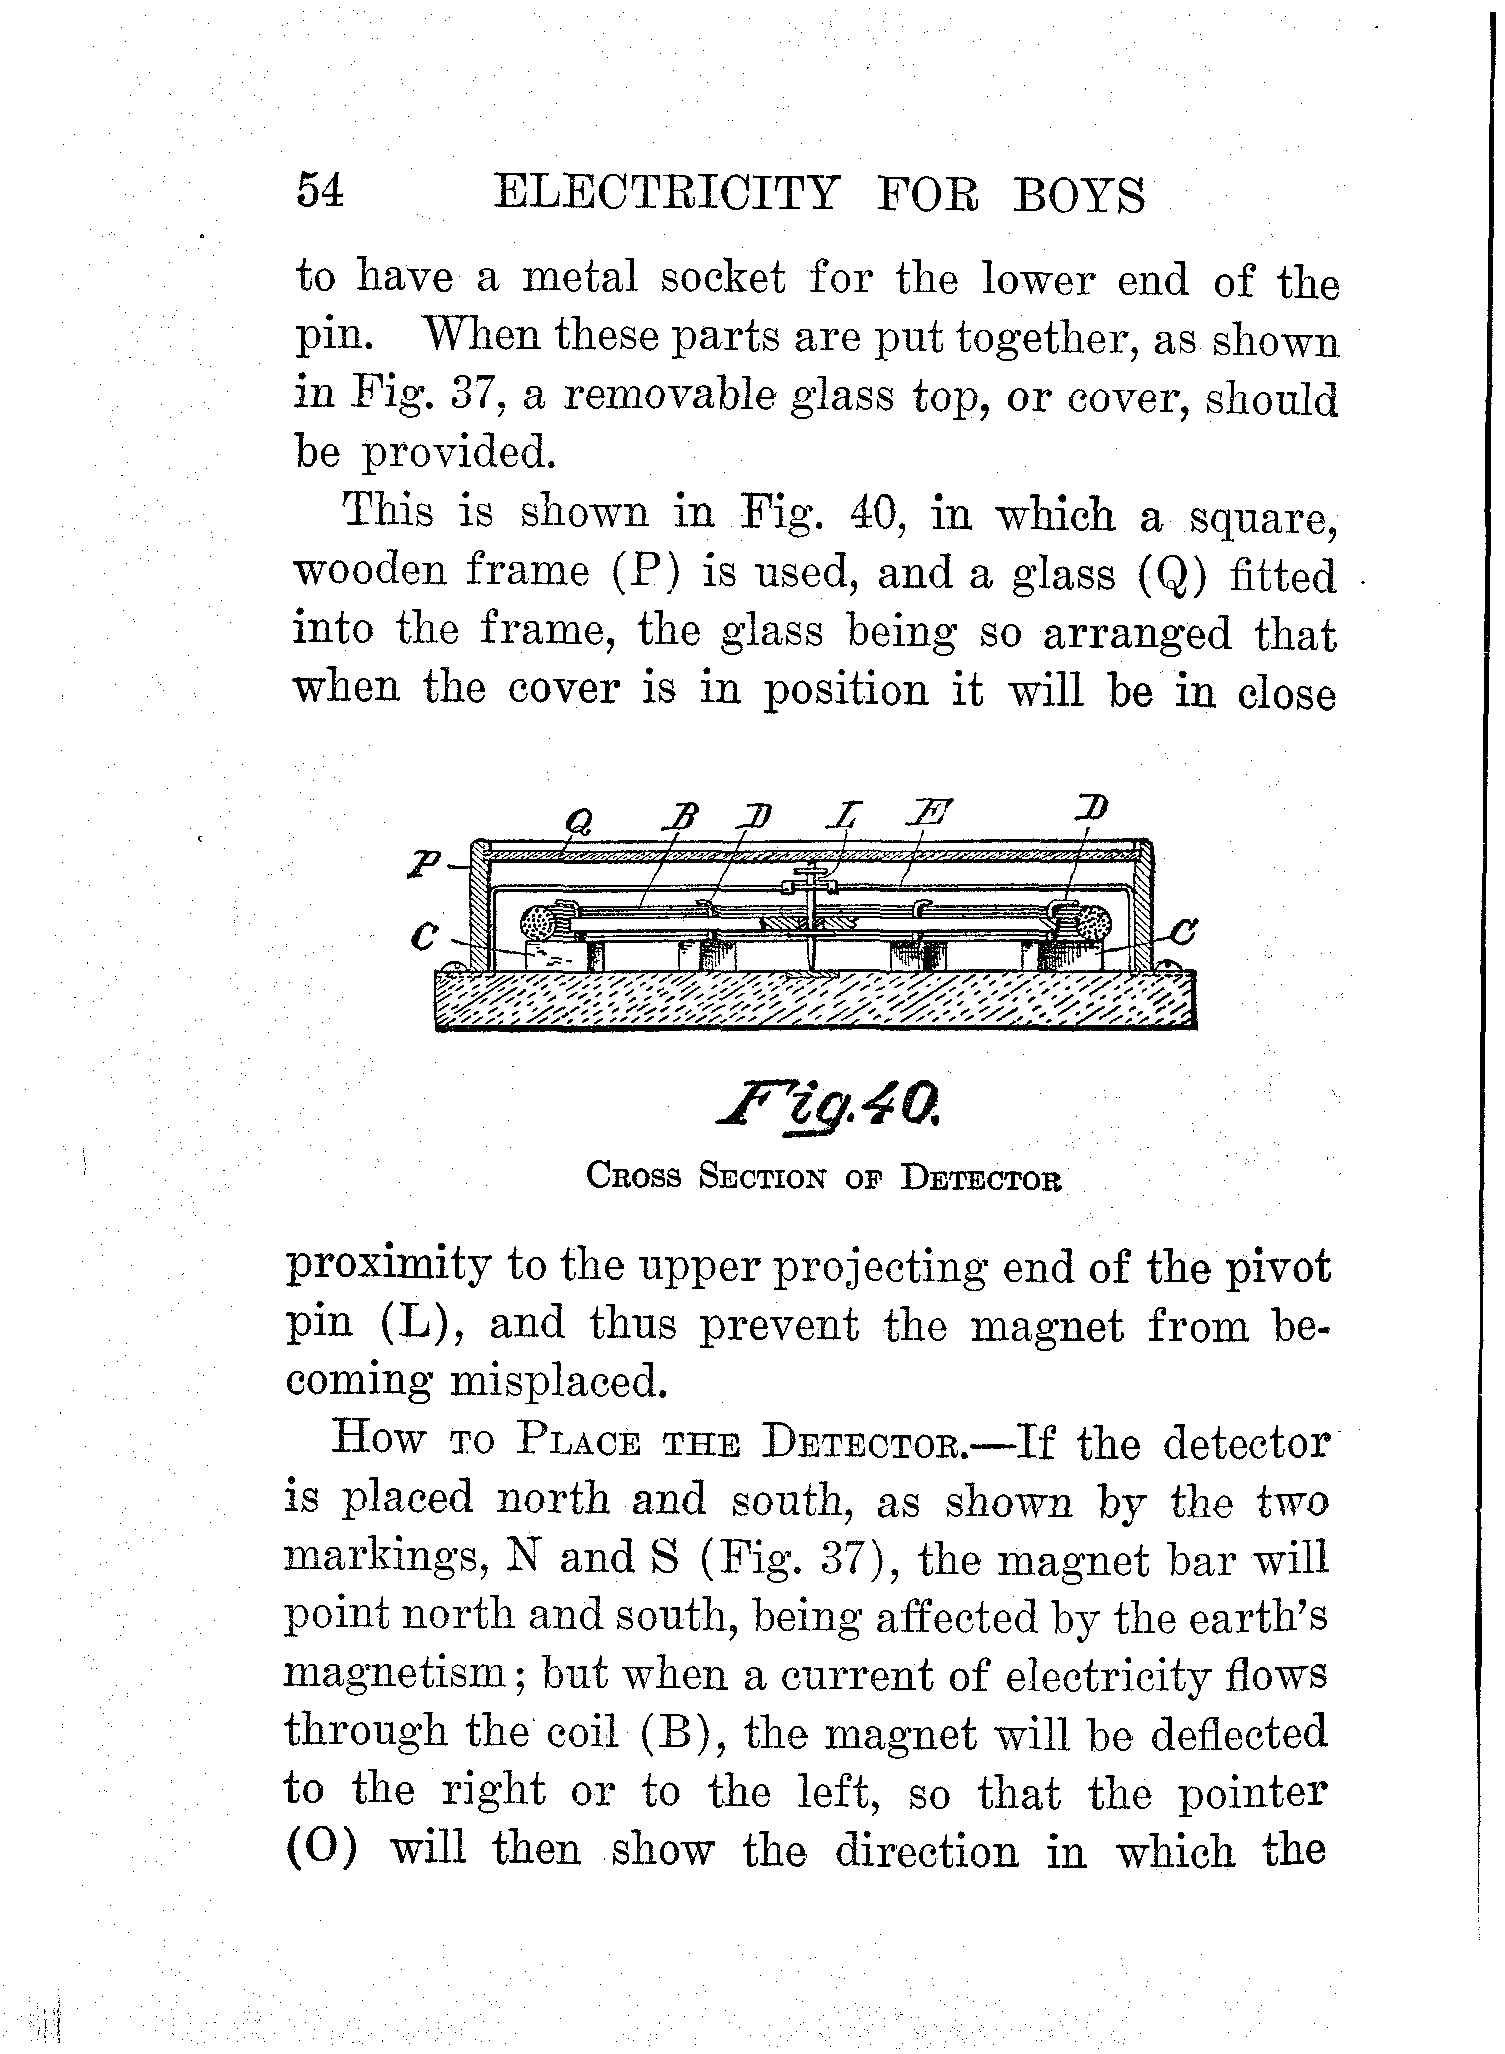 54 ELECTRICITY FOR BOYS
to have a metal socket for the lower end of the
pin. When these parts are put together, as shown
in Fig. 37, a removable glass top, or cover, should
be provided.
This is shown in Fig. 40, in which a square,
wooden frame (P) is used, and a glass (Q) fitted
into the frame, the glass being so arranged that
when the cover is in position it will be in close
Q B D L E D
P
C C
Fig. 40.
CROSS SECTION OF DETECTOR
proximity to the upper projecting end of the pivot
pin (L), and thus prevent the magnet from be-
coming misplaced.
HOW TO PLACE THE DETECTOR.—If the detector
is placed north and south, as shown by the two
markings, N and S (Fig. 37), the magnet bar will
point north and south, being affected by the earth's
magnetism; but when a current of electricity flows
through the coil (B), the magnet will be deflected
to the right or to the left, so that the pointer
(O) will then show the direction in which the